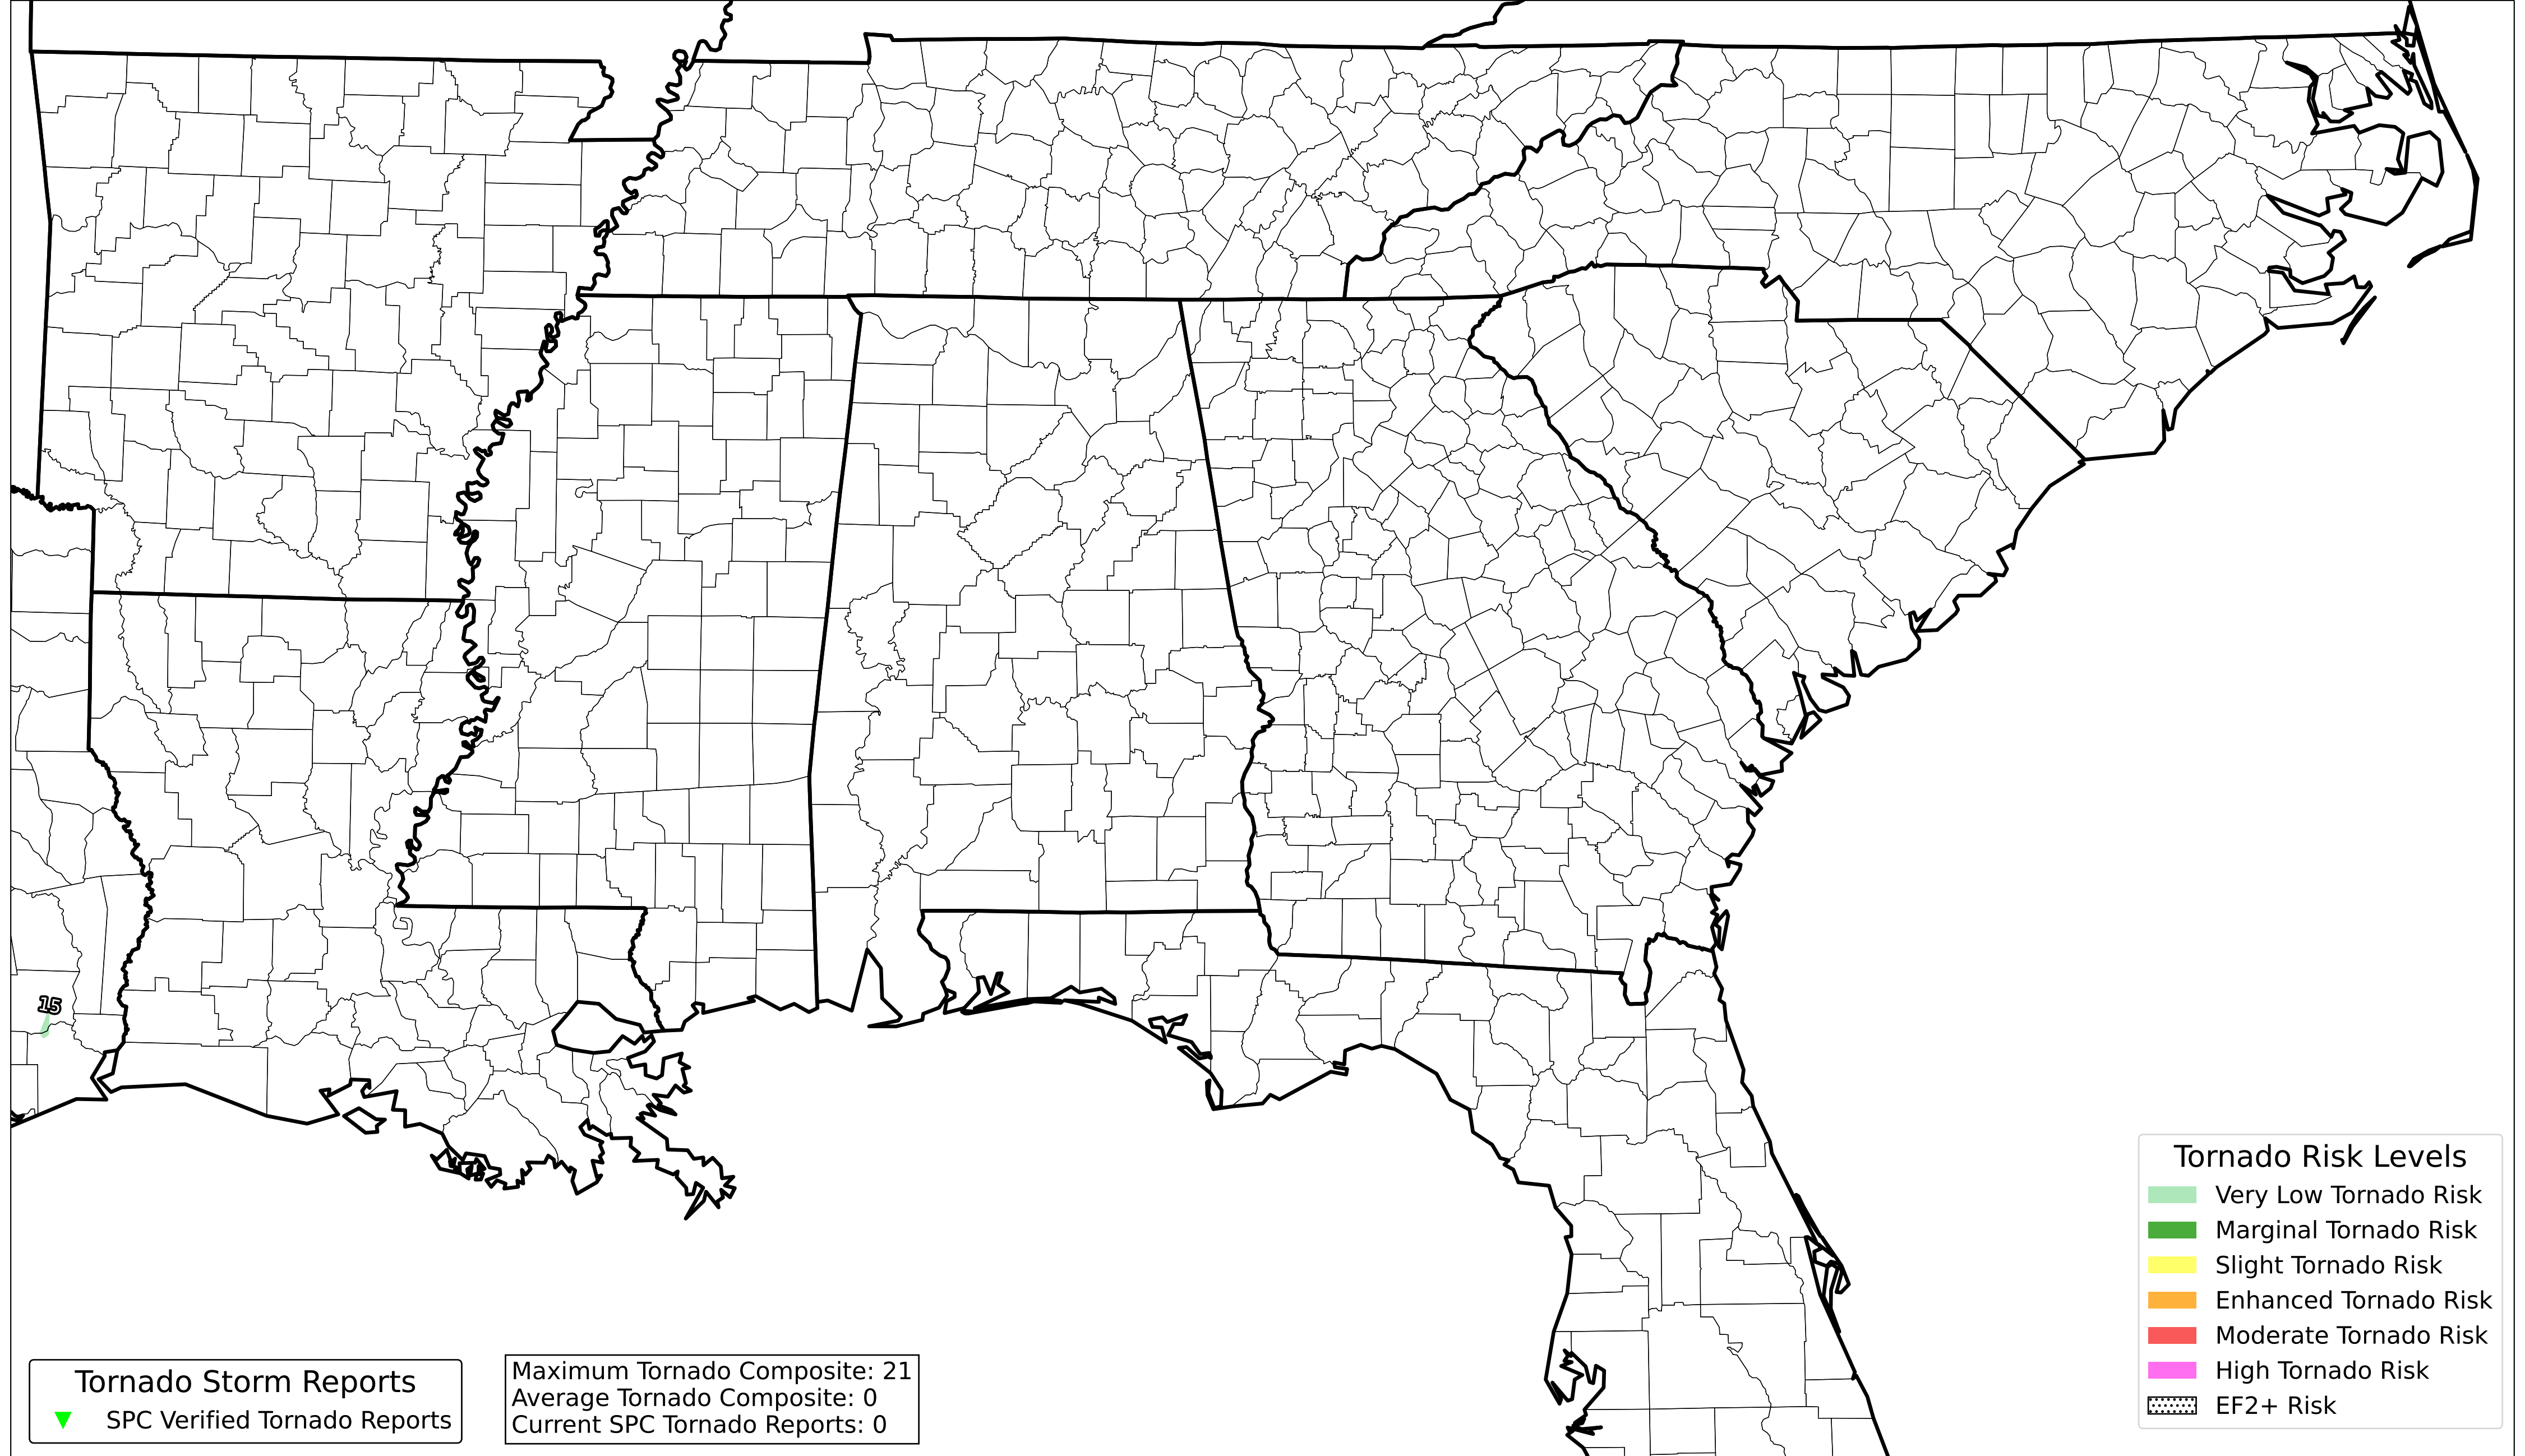 15
Tornado Risk Levels
Very Low Tornado Risk
Marginal Tornado Risk
Slight Tornado Risk
Enhanced Tornado Risk
Moderate Tornado Risk
High Tornado Risk
EF2+ Risk
Tornado Storm Reports
SPC Verified Tornado Reports
Maximum Tornado Composite: 21
Average Tornado Composite: 0
Current SPC Tornado Reports: 0